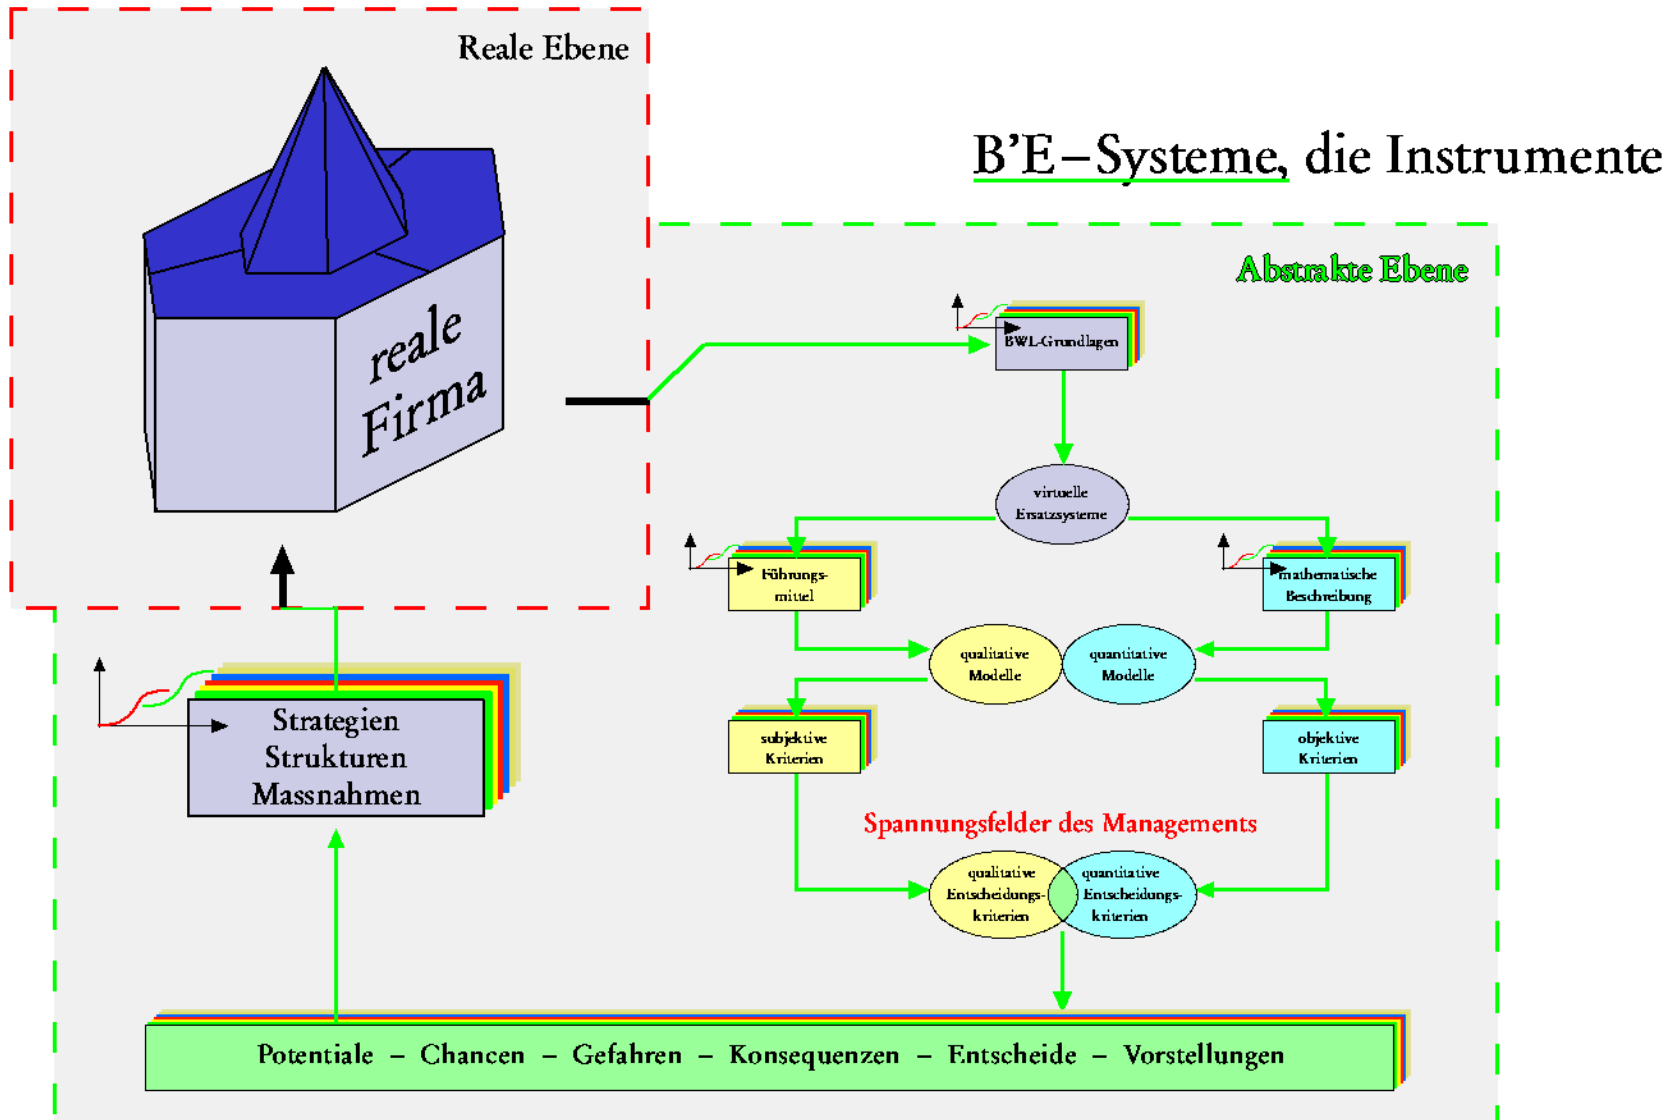 Reale Ebene
B'E–Systeme, die Instrumente
Abstrakte Ebene
reale
Firma
BWL-Grundlagen
virtuelle
Ersatzsysteme
Führungs-
mittel
mathematische
Beschreibung
qualitative
Modelle
quantitative
Modelle
subjektive
Kriterien
objektive
Kriterien
Strategien
Strukturen
Massnahmen
Spannungsfelder des Managements
qualitative
Entscheidungs-
kriterien
quantitative
Entscheidungs-
kriterien
Potentiale – Chancen – Gefahren – Konsequenzen – Entscheide – Vorstellungen